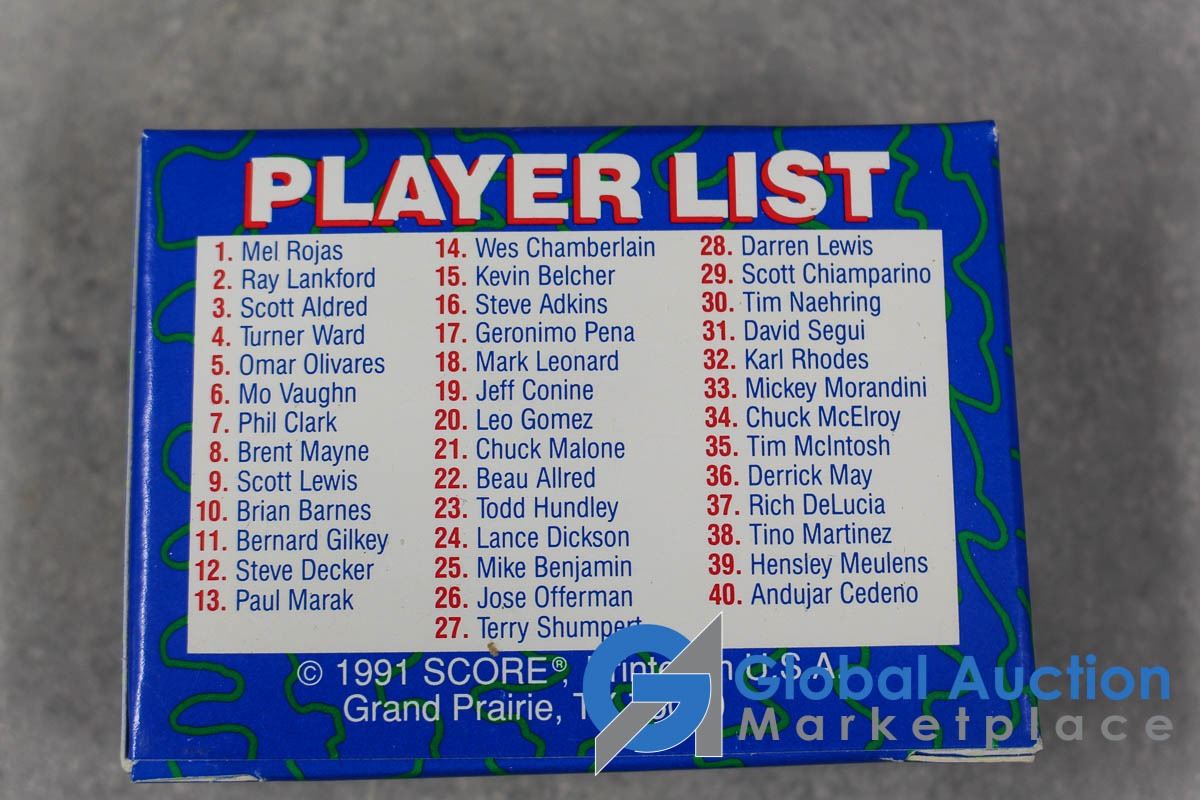 PLAYER LIST
1. Mel Rojas
2. Ray Lankford
3. Scott Aldred
4. Turner Ward
5. Omar Olivares
6. Mo Vaughn
7. Phil Clark
8. Brent Mayne
9. Scott Lewis
10. Brian Barnes
11. Bernard Gilkey
12. Steve Decker
13. Paul Marak
14. Wes Chamberlain
15. Kevin Belcher
16. Steve Adkins
17. Geronimo Pena
18. Mark Leonard
19. Jeff Conine
20. Leo Gomez
21. Chuck Malone
22. Beau Allred
23. Todd Hundley
24. Lance Dickson
25. Mike Benjamin
26. Jose Offerman
27. Terry Shumpert
28. Darren Lewis
29. Scott Chiamparino
30. Tim Naehring
31. David Segui
32. Karl Rhodes
33. Mickey Morandini
34. Chuck McElroy
35. Tim McIntosh
36. Derrick May
37. Rich DeLucia
38. Tino Martinez
39. Hensley Meulens
40. Andujar Cedeno
© 1991 SCORE®, Printed in U.S.A.
Grand Prairie, TX
Global Auction
Marketplace